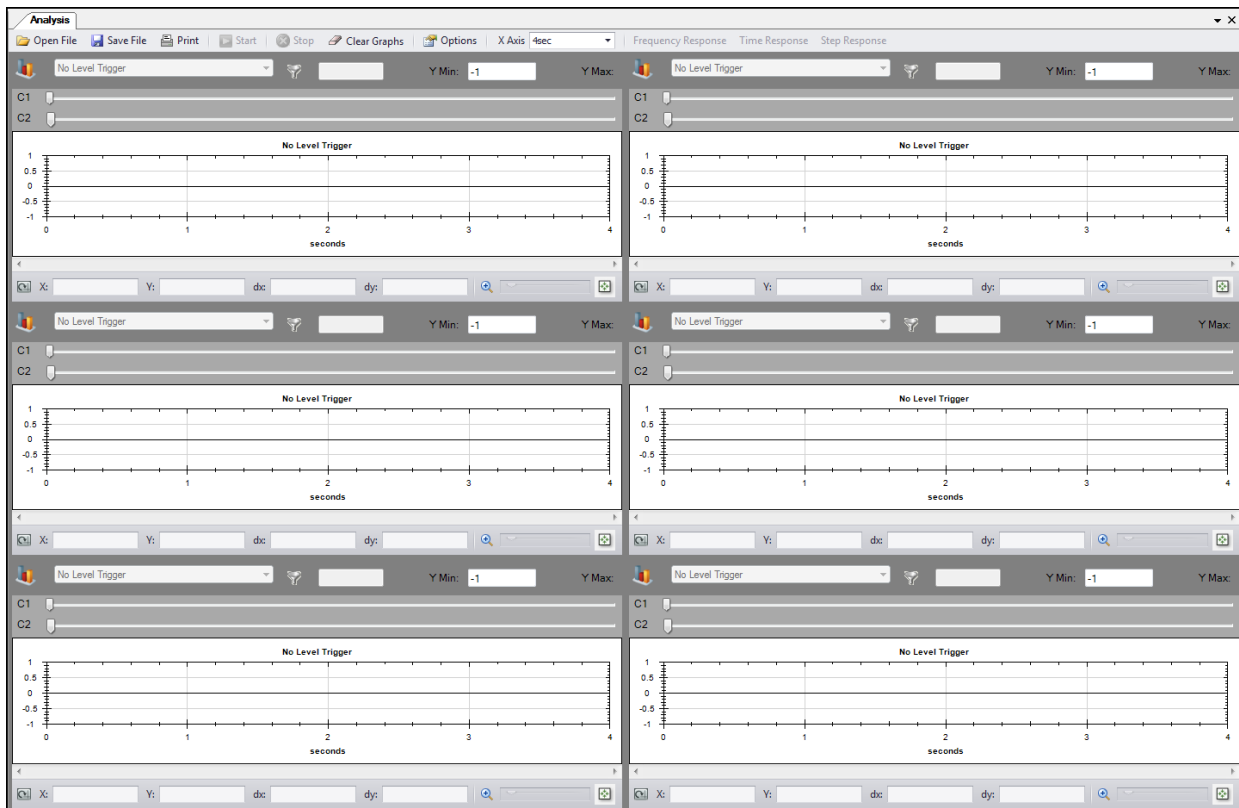 Analysis
Open File Save File Print Start Stop Clear Graphs Options X Axis 4sec Frequency Response Time Response Step Response
No Level Trigger Y Min: -1 Y Max: No Level Trigger Y Min: -1 Y Max:
C1 C1
C2 C2
No Level Trigger No Level Trigger
1 1
0.5 0.5
0 0
-0.5 -0.5
-1 -1
0 1 2 3 4 0 1 2 3 4
seconds seconds
X: Y: dx: dy: X: Y: dx: dy:
No Level Trigger Y Min: -1 Y Max: No Level Trigger Y Min: -1 Y Max:
C1 C1
C2 C2
No Level Trigger No Level Trigger
1 1
0.5 0.5
0 0
-0.5 -0.5
-1 -1
0 1 2 3 4 0 1 2 3 4
seconds seconds
X: Y: dx: dy: X: Y: dx: dy:
No Level Trigger Y Min: -1 Y Max: No Level Trigger Y Min: -1 Y Max:
C1 C1
C2 C2
No Level Trigger No Level Trigger
1 1
0.5 0.5
0 0
-0.5 -0.5
-1 -1
0 1 2 3 4 0 1 2 3 4
seconds seconds
X: Y: dx: dy: X: Y: dx: dy: